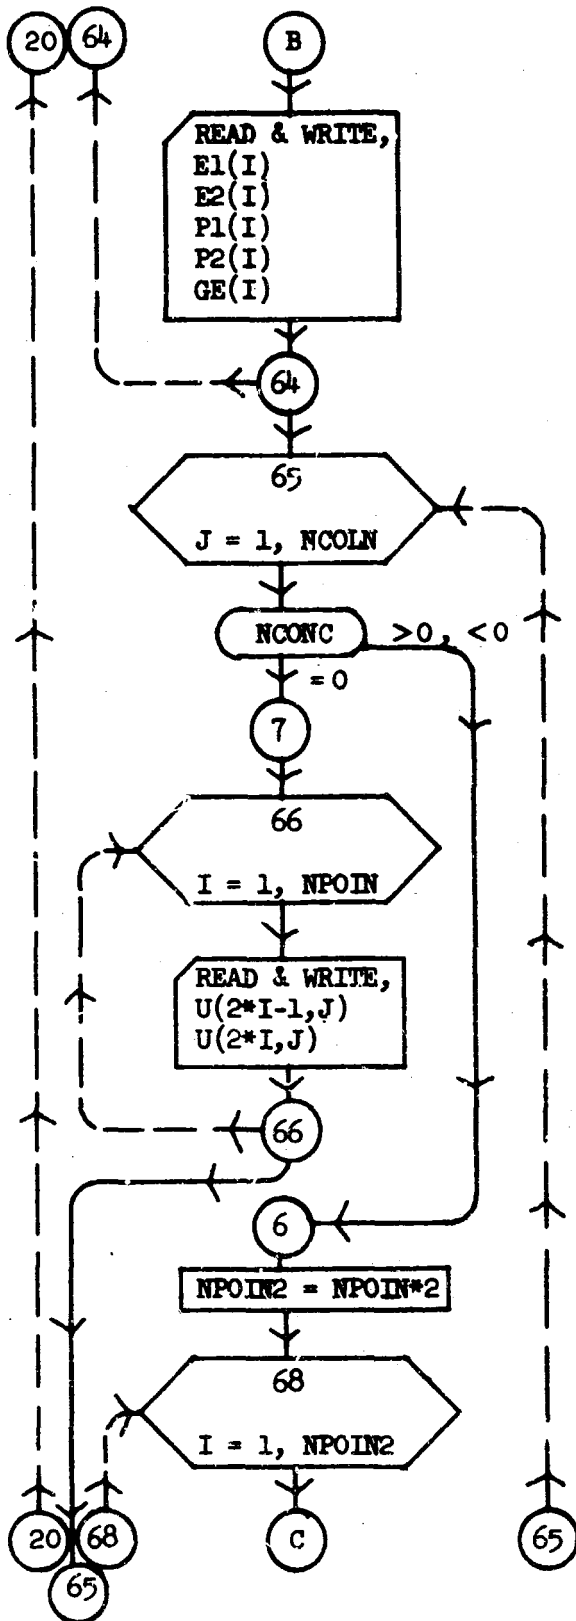 20 64 B
READ & WRITE,
E1(I)
E2(I)
P1(I)
P2(I)
GE(I)
64
65
J = 1, NCOLN
NCONC >0, <0
=0
7
66
I = 1, NPOIN
READ & WRITE,
U(2*I-1,J)
U(2*I,J)
66
6
NPOIN2 = NPOIN*2
68
I = 1, NPOIN2
20 68 C 65
65